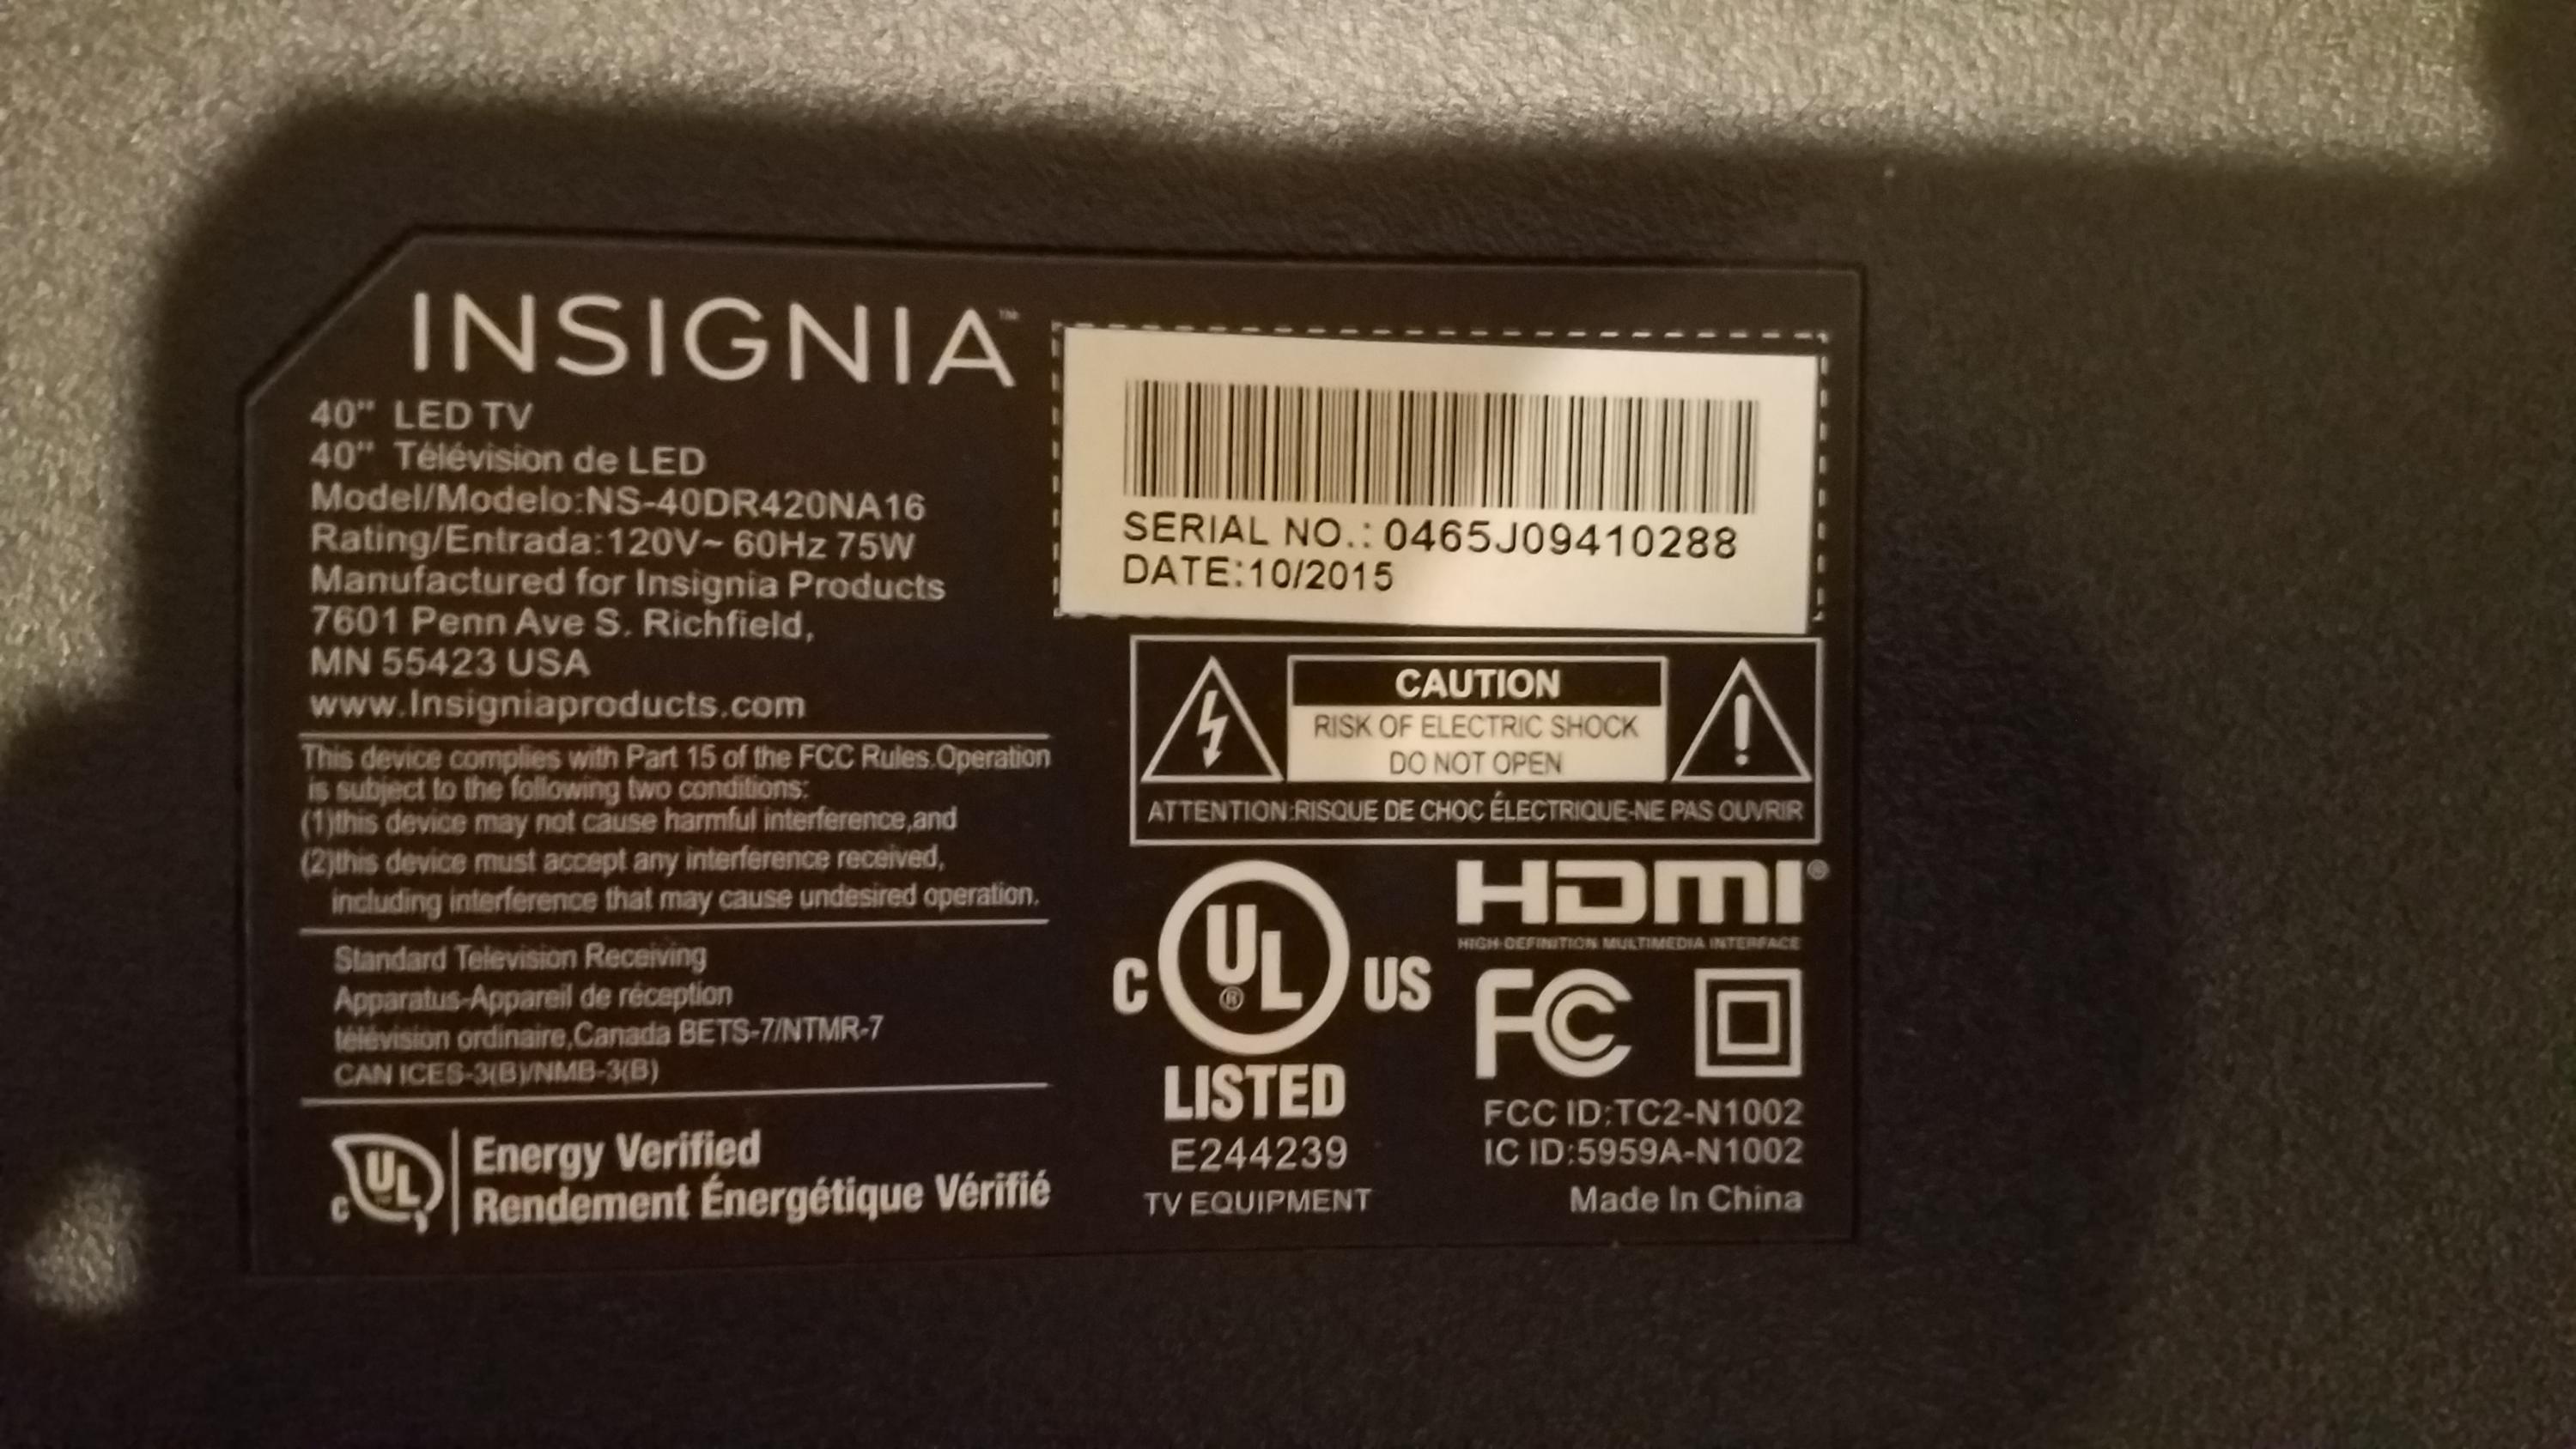 INSIGNIA™
40" LED TV
40" Télévision de LED
Model/Modelo:NS-40DR420NA16
Rating/Entrada:120V~ 60Hz 75W
Manufactured for Insignia Products
7601 Penn Ave S. Richfield,
MN 55423 USA
www.Insigniaproducts.com
This device complies with Part 15 of the FCC Rules.Operation
is subject to the following two conditions:
(1)this device may not cause harmful interference,and
(2)this device must accept any interference received,
including interference that may cause undesired operation.
Standard Television Receiving
Apparatus-Appareil de réception
télévision ordinaire,Canada BETS-7/NTMR-7
CAN ICES-3(B)/NMB-3(B)
C UL
Energy Verified
Rendement Énergétique Vérifié
SERIAL NO.: 0465J09410288
DATE:10/2015
CAUTION
RISK OF ELECTRIC SHOCK
DO NOT OPEN
ATTENTION:RISQUE DE CHOC ÉLECTRIQUE-NE PAS OUVRIR
C UL® US
LISTED
E244239
TV EQUIPMENT
HDMI®
HIGH-DEFINITION MULTIMEDIA INTERFACE
FC
FCC ID:TC2-N1002
IC ID:5959A-N1002
Made In China